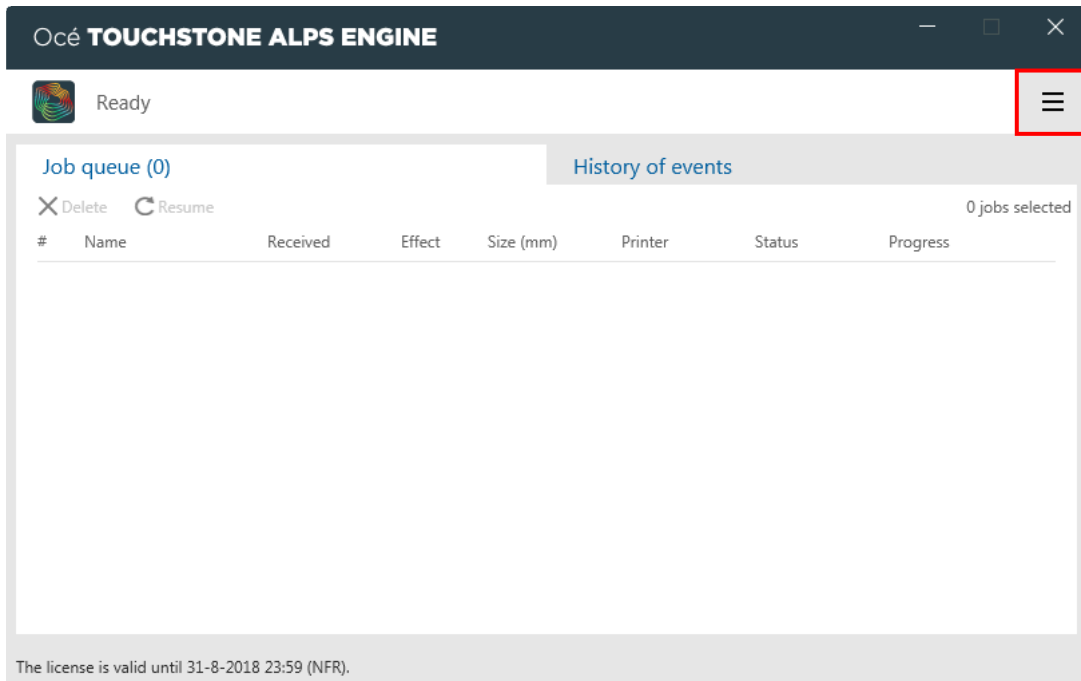 Océ TOUCHSTONE ALPS ENGINE
Ready
Job queue (0) History of events
Delete Resume 0 jobs selected
# Name Received Effect Size (mm) Printer Status Progress
The license is valid until 31-8-2018 23:59 (NFR).